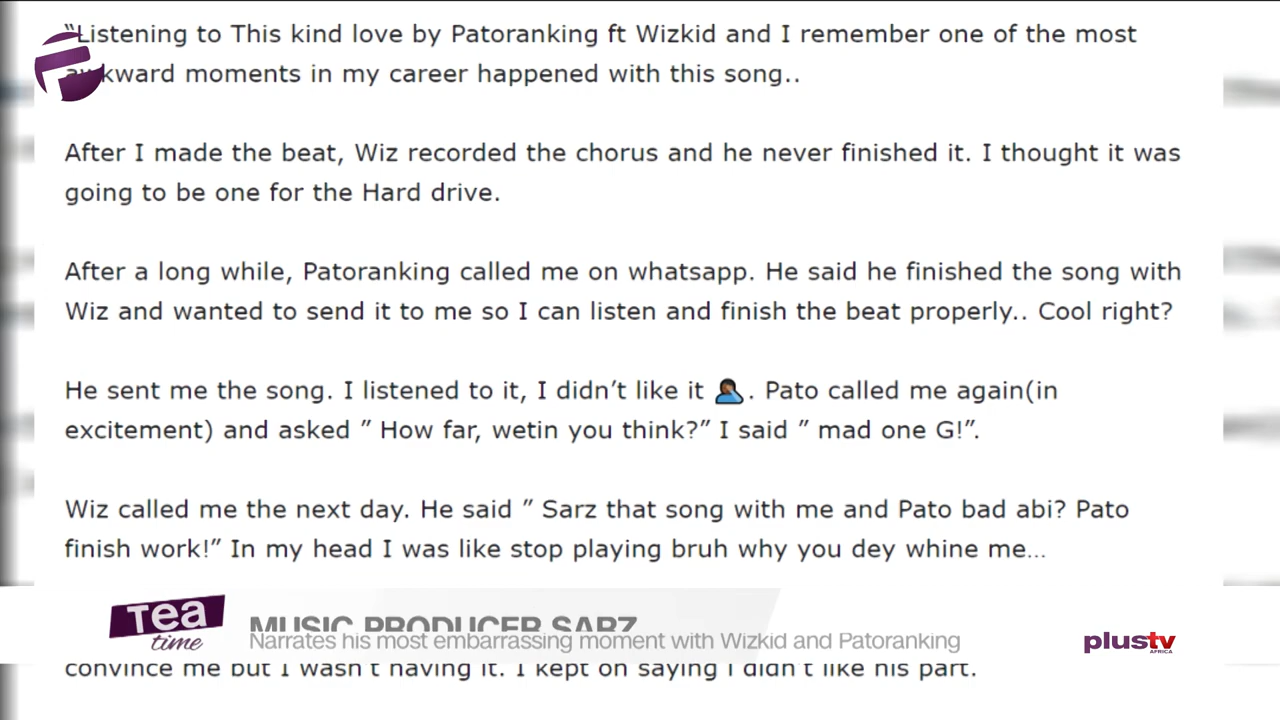 “Listening to This kind love by Patoranking ft Wizkid and I remember one of the most
awkward moments in my career happened with this song..
After I made the beat, Wiz recorded the chorus and he never finished it. I thought it was
going to be one for the Hard drive.
After a long while, Patoranking called me on whatsapp. He said he finished the song with
Wiz and wanted to send it to me so I can listen and finish the beat properly.. Cool right?
He sent me the song. I listened to it, I didn’t like it 🤦🏾. Pato called me again(in
excitement) and asked ” How far, wetin you think?” I said ” mad one G!”.
Wiz called me the next day. He said ” Sarz that song with me and Pato bad abi? Pato
finish work!” In my head I was like stop playing bruh why you dey whine me…
Tea
time
MUSIC PRODUCER SARZ
Narrates his most embarrassing moment with Wizkid and Patoranking
plustv
AFRICA
convince me but I wasn’t having it. I kept on saying I didn’t like his part.